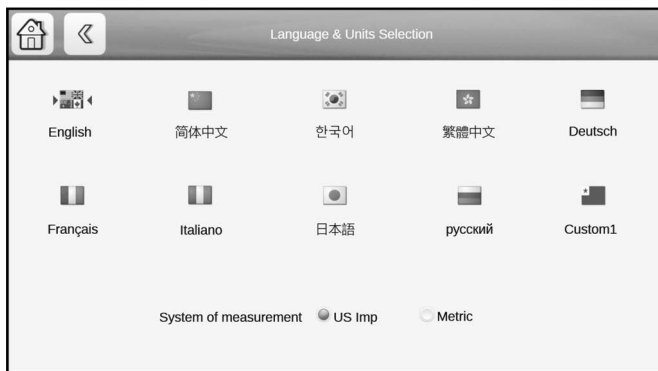 Language & Units Selection
English 简体中文 한국어 繁體中文 Deutsch
Français Italiano 日本語 русский Custom1
System of measurement US Imp Metric